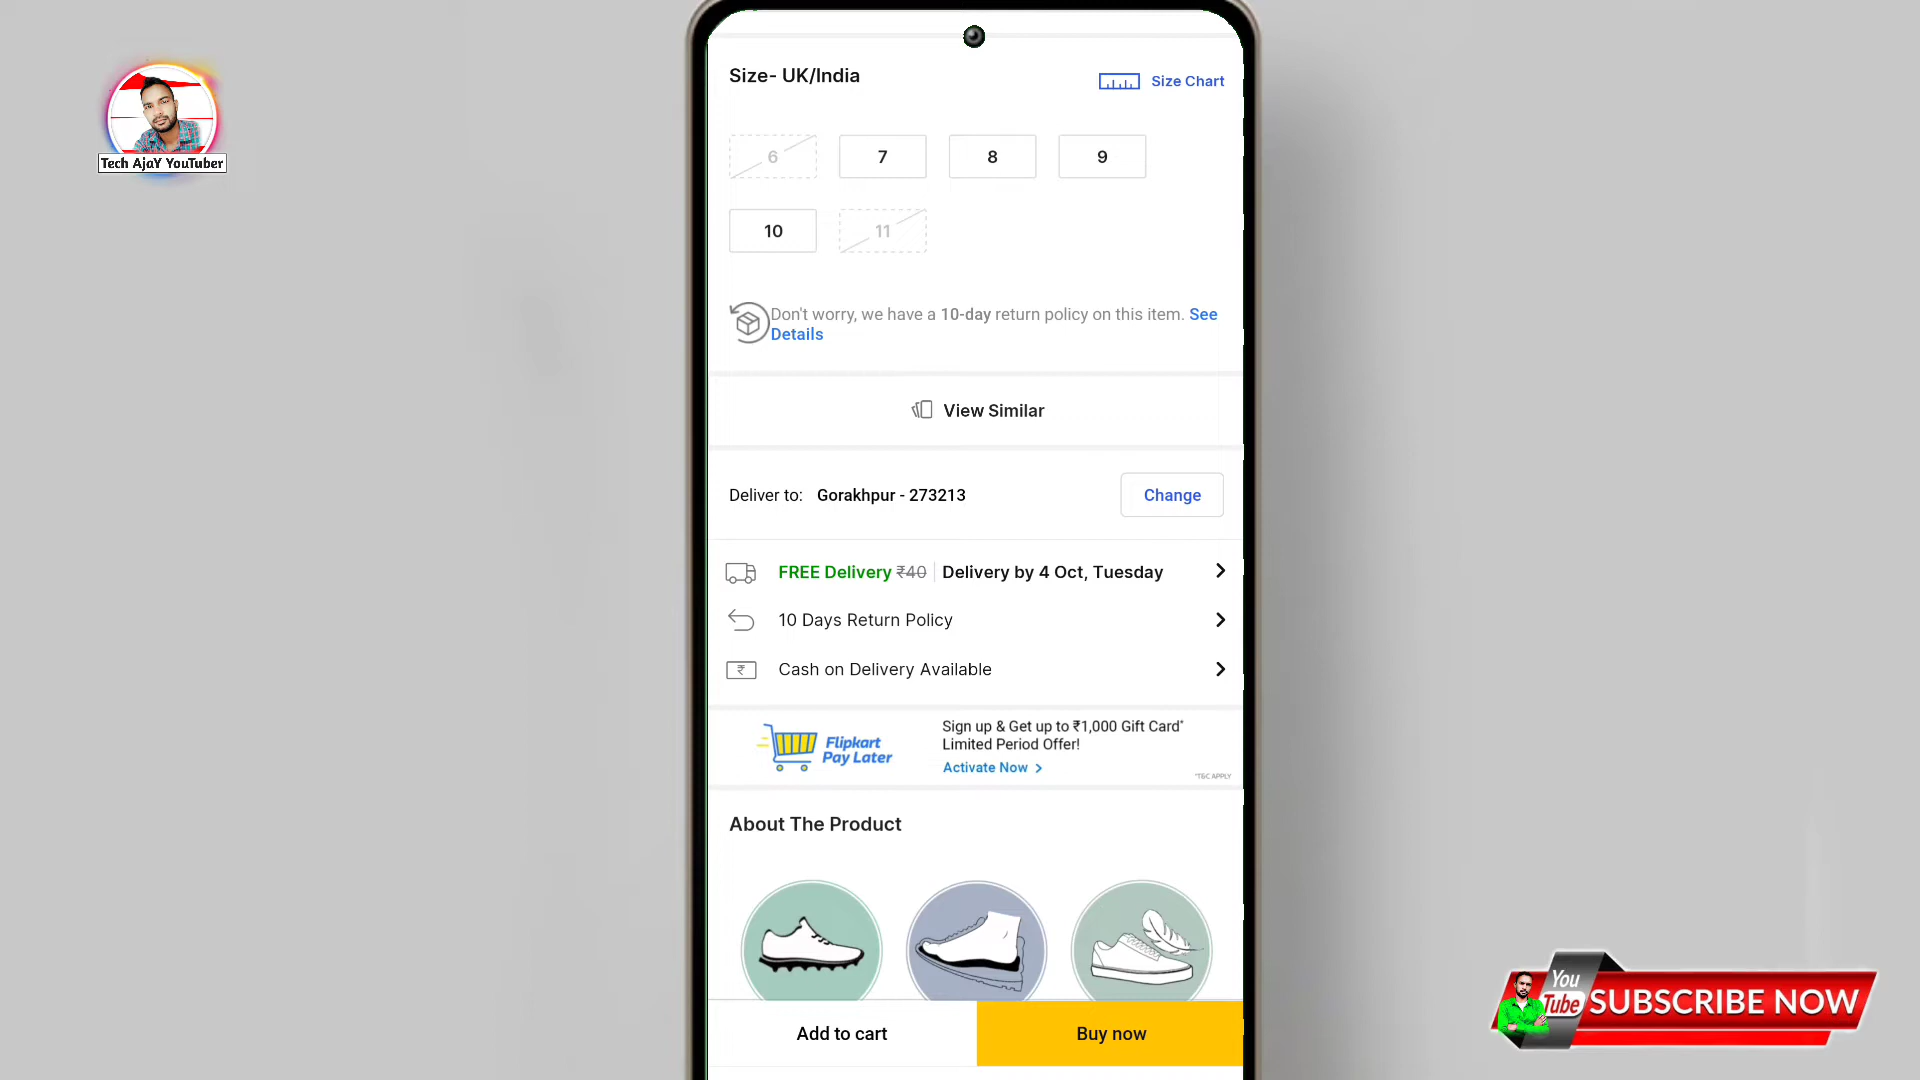 Tech AjaY YouTuber
Size- UK/India
Size Chart
6
7
8
9
10
11
Don't worry, we have a 10-day return policy on this item. See
Details
View Similar
Deliver to: Gorakhpur - 273213
Change
FREE Delivery ₹40 Delivery by 4 Oct, Tuesday
10 Days Return Policy
Cash on Delivery Available
Flipkart
Pay Later
Sign up & Get up to ₹1,000 Gift Card*
Limited Period Offer!
Activate Now >
*T&C APPLY
About The Product
Add to cart
Buy now
You
Tube
SUBSCRIBE NOW